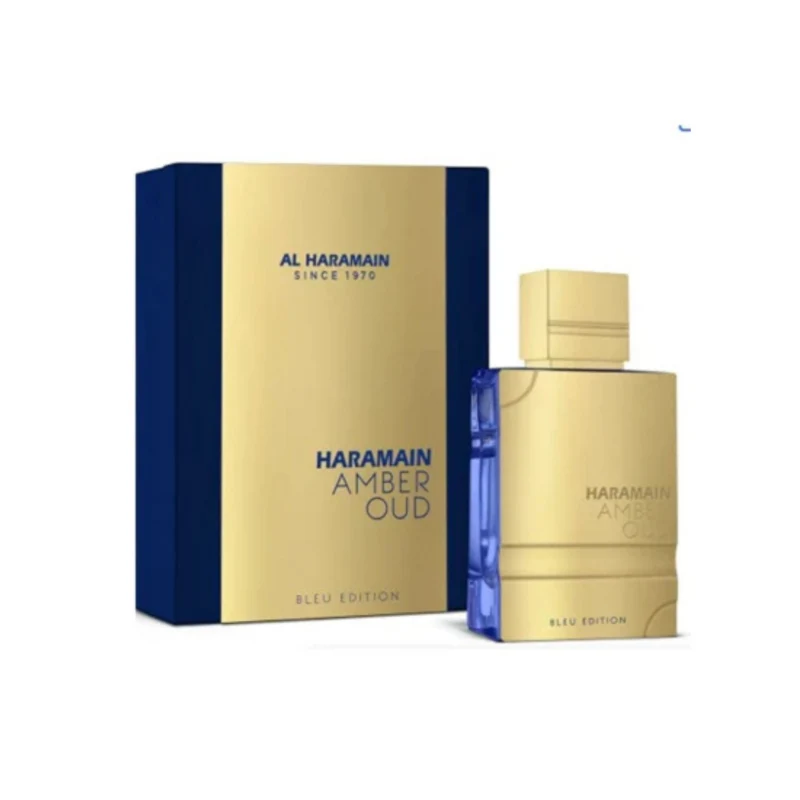 AL HARAMAIN
SINCE 1970
HARAMAIN
AMBER
OUD
BLEU EDITION
HARAMAIN
AMBER
OUD
BLEU EDITION